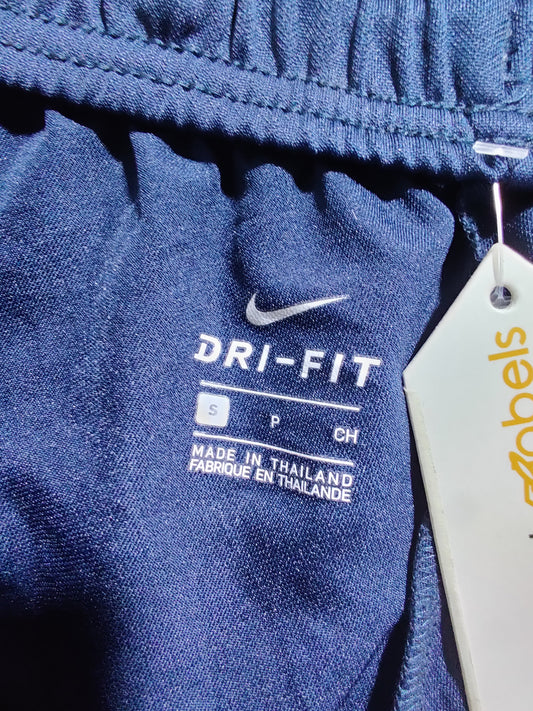 DRI-FIT
S P CH
MADE IN THAILAND
FABRIQUE EN THAILANDE